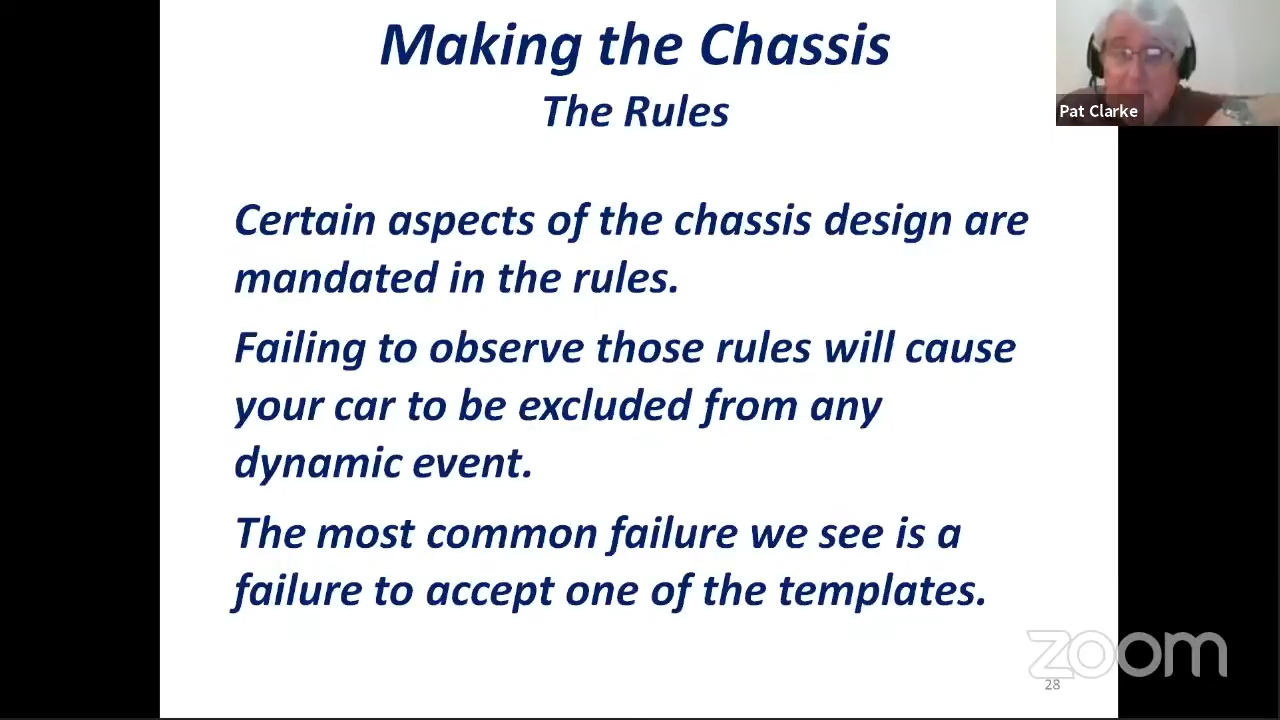 Making the Chassis
The Rules
Pat Clarke
Certain aspects of the chassis design are
mandated in the rules.
Failing to observe those rules will cause
your car to be excluded from any
dynamic event.
The most common failure we see is a
failure to accept one of the templates.
zoom
28